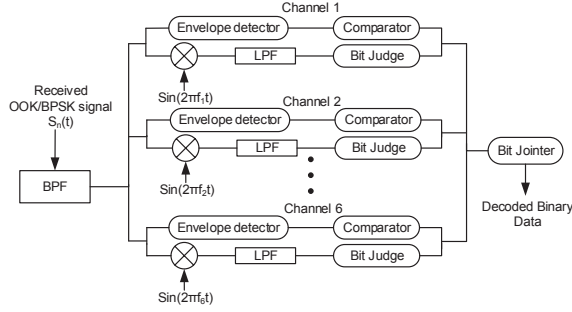 Channel 1
Envelope detector
Comparator
LPF
Bit Judge
Sin(2πf₁t)
Received
OOK/BPSK signal
Sₙ(t)
BPF
Channel 2
Envelope detector
Comparator
LPF
Bit Judge
Sin(2πf₂t)
Bit Jointer
Decoded Binary
Data
Channel 6
Envelope detector
Comparator
LPF
Bit Judge
Sin(2πf₆t)